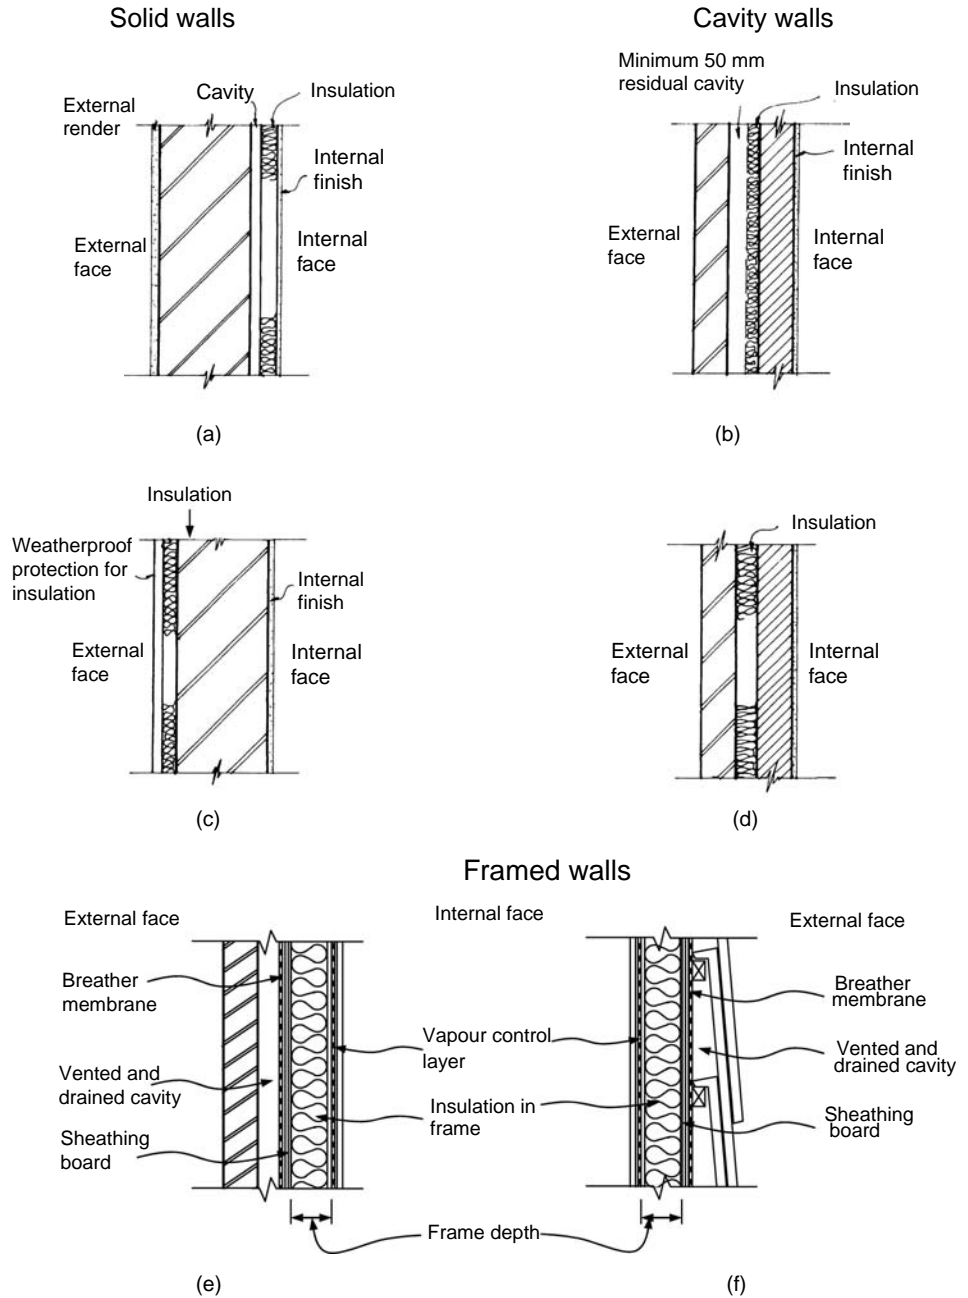 Solid walls
Cavity walls
External
render
Cavity
Insulation
Internal
finish
External
face
Internal
face
(a)
Minimum 50 mm
residual cavity
Insulation
Internal
finish
External
face
Internal
face
(b)
Insulation
Weatherproof
protection for
insulation
Internal
finish
External
face
Internal
face
(c)
Insulation
External
face
Internal
face
(d)
Framed walls
External face
Internal face
External face
Breather
membrane
Vapour control
layer
Vented and
drained cavity
Insulation in
frame
Sheathing
board
Breather
membrane
Vented and
drained cavity
Sheathing
board
Frame depth
(e)
(f)